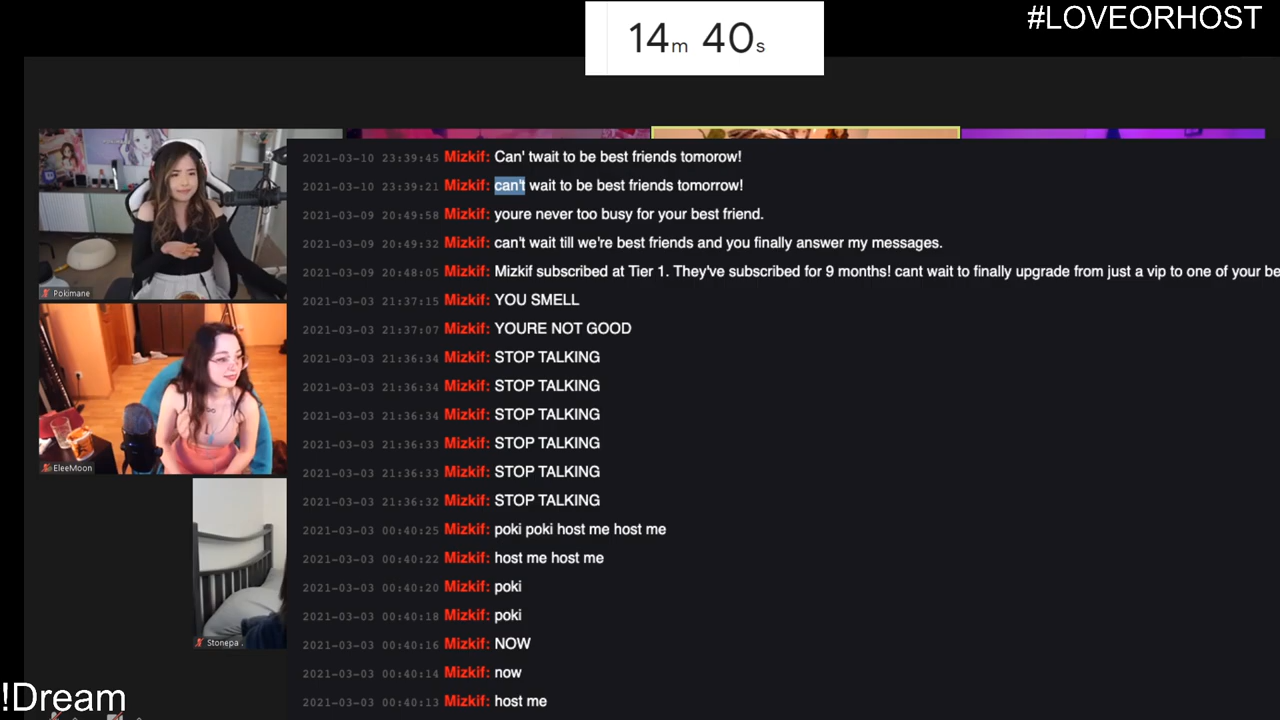 #LOVEORHOST
14m 40s
2021-03-10 23:39:45 Mizkif: Can' twait to be best friends tomorow!
2021-03-10 23:39:21 Mizkif: can't wait to be best friends tomorrow!
2021-03-09 20:49:58 Mizkif: youre never too busy for your best friend.
2021-03-09 20:49:32 Mizkif: can't wait till we're best friends and you finally answer my messages.
2021-03-09 20:48:05 Mizkif: Mizkif subscribed at Tier 1. They've subscribed for 9 months! cant wait to finally upgrade from just a vip to one of your be
Pokimane
2021-03-03 21:37:15 Mizkif: YOU SMELL
2021-03-03 21:37:07 Mizkif: YOURE NOT GOOD
2021-03-03 21:36:34 Mizkif: STOP TALKING
2021-03-03 21:36:34 Mizkif: STOP TALKING
2021-03-03 21:36:34 Mizkif: STOP TALKING
2021-03-03 21:36:33 Mizkif: STOP TALKING
EleeMoon
2021-03-03 21:36:33 Mizkif: STOP TALKING
2021-03-03 21:36:32 Mizkif: STOP TALKING
2021-03-03 00:40:25 Mizkif: poki poki host me host me
2021-03-03 00:40:22 Mizkif: host me host me
2021-03-03 00:40:20 Mizkif: poki
2021-03-03 00:40:18 Mizkif: poki
Stonepa .
2021-03-03 00:40:16 Mizkif: NOW
2021-03-03 00:40:14 Mizkif: now
2021-03-03 00:40:13 Mizkif: host me
!Dream